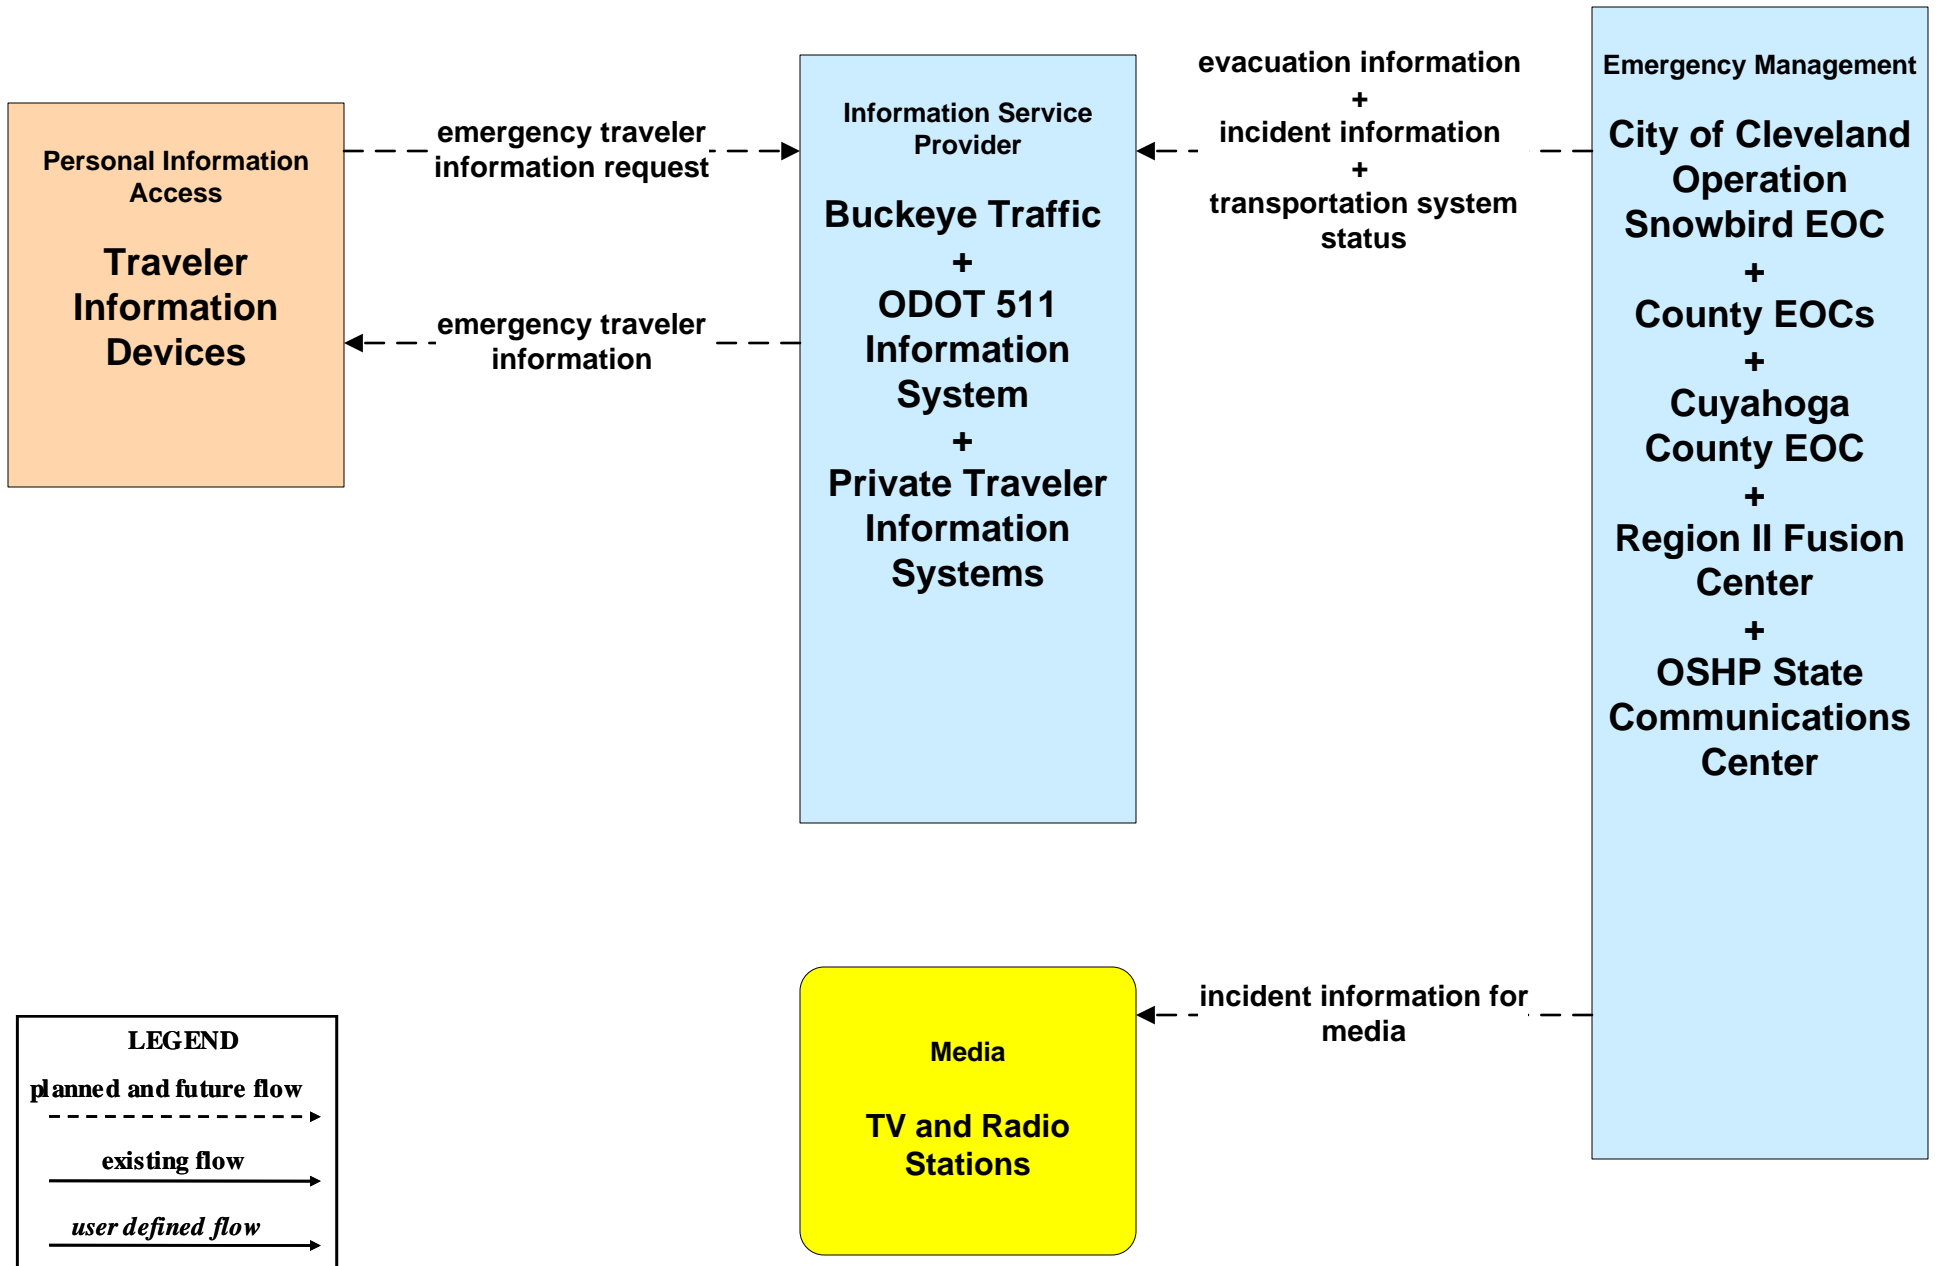 Personal Information
Access
Traveler
Information
Devices
emergency traveler
information request
emergency traveler
information
Information Service
Provider
Buckeye Traffic
+
ODOT 511
Information
System
+
Private Traveler
Information
Systems
evacuation information
+
incident information
+
transportation system
status
Emergency Management
City of Cleveland
Operation
Snowbird EOC
+
County EOCs
+
Cuyahoga
County EOC
+
Region II Fusion
Center
+
OSHP State
Communications
Center
incident information for
media
Media
TV and Radio
Stations
LEGEND
planned and future flow
existing flow
user defined flow